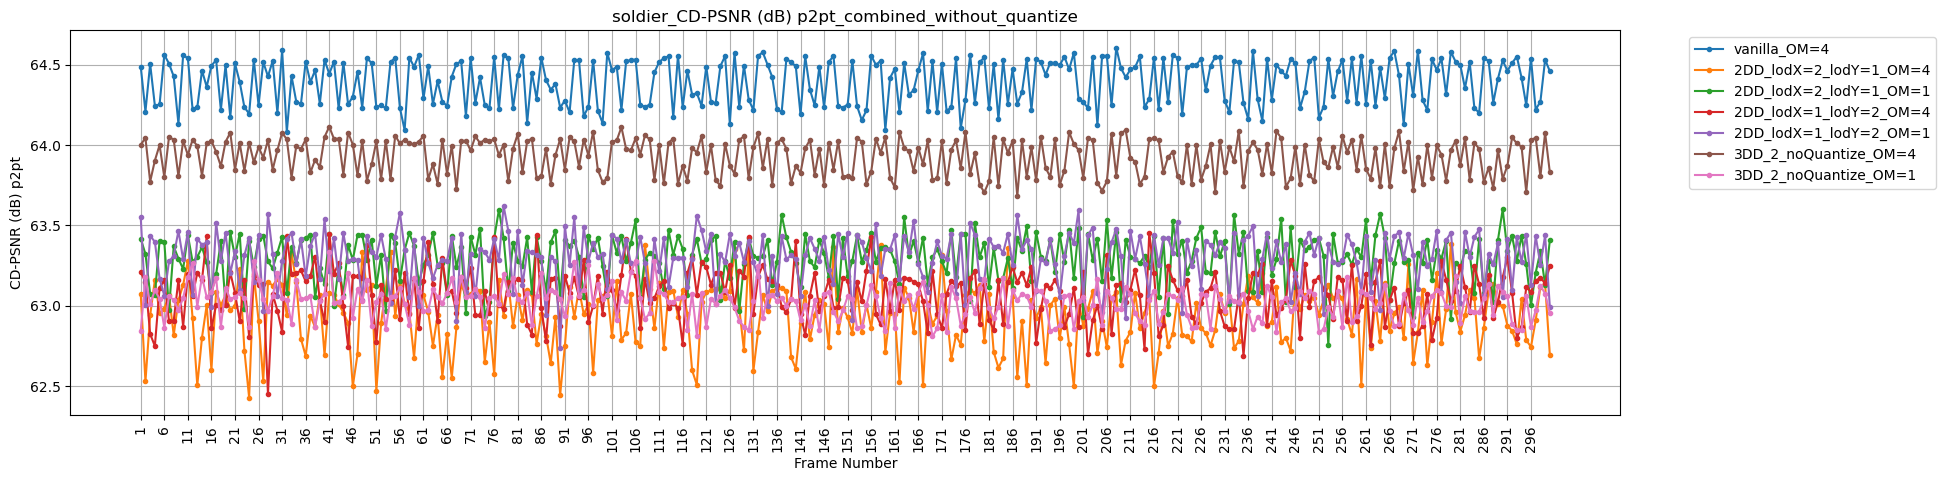 soldier_CD-PSNR (dB) p2pt_combined_without_quantize
CD-PSNR (dB) p2pt
64.5
64.0
63.5
63.0
62.5
1 6 11 16 21 26 31 36 41 46 51 56 61 66 71 76 81 86 91 96 101 106 111 116 121 126 131 136 141 146 151 156 161 166 171 176 181 186 191 196 201 206 211 216 221 226 231 236 241 246 251 256 261 266 271 276 281 286 291 296
Frame Number
vanilla_OM=4
2DD_lodX=2_lodY=1_OM=4
2DD_lodX=2_lodY=1_OM=1
2DD_lodX=1_lodY=2_OM=4
2DD_lodX=1_lodY=2_OM=1
3DD_2_noQuantize_OM=4
3DD_2_noQuantize_OM=1